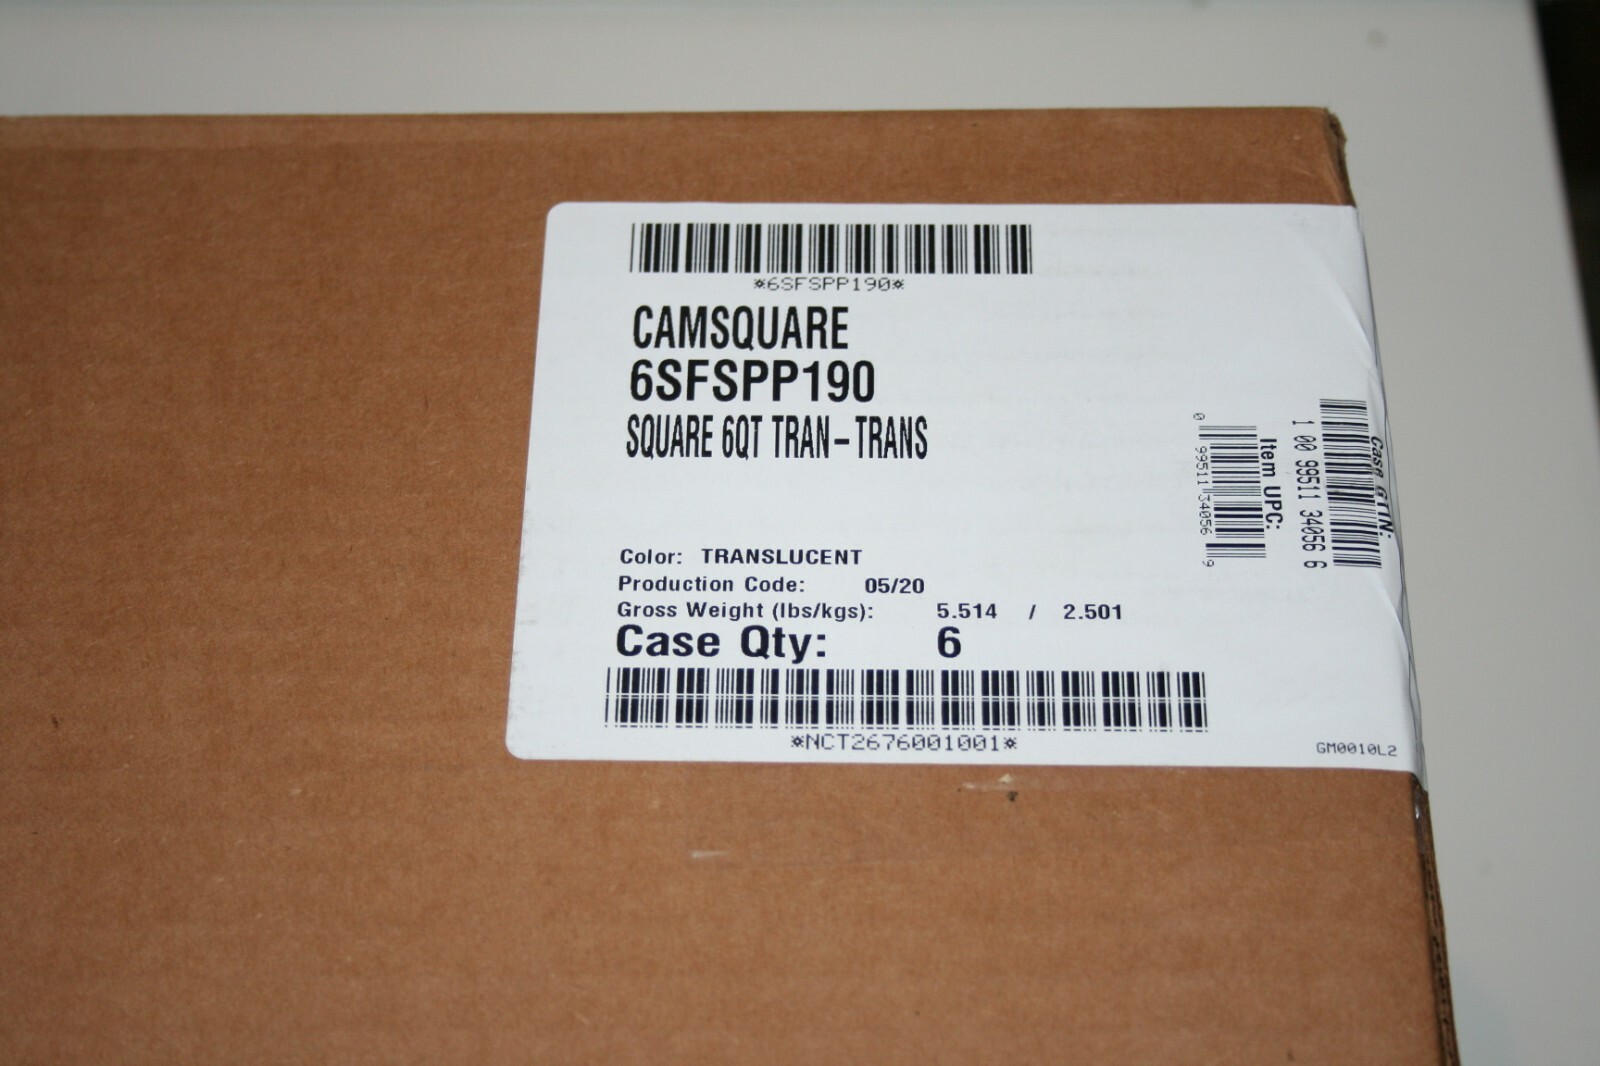 *6SFSPP190*
CAMSQUARE
6SFSPP190
SQUARE 6QT TRAN-TRANS
Color: TRANSLUCENT
Production Code: 05/20
Gross Weight (lbs/kgs): 5.514 / 2.501
Case Qty: 6
*NCT2676001001*
GM0010L2
Case GTIN:
1 00 99511 34056 6
Item UPC:
0 99511 34056 9